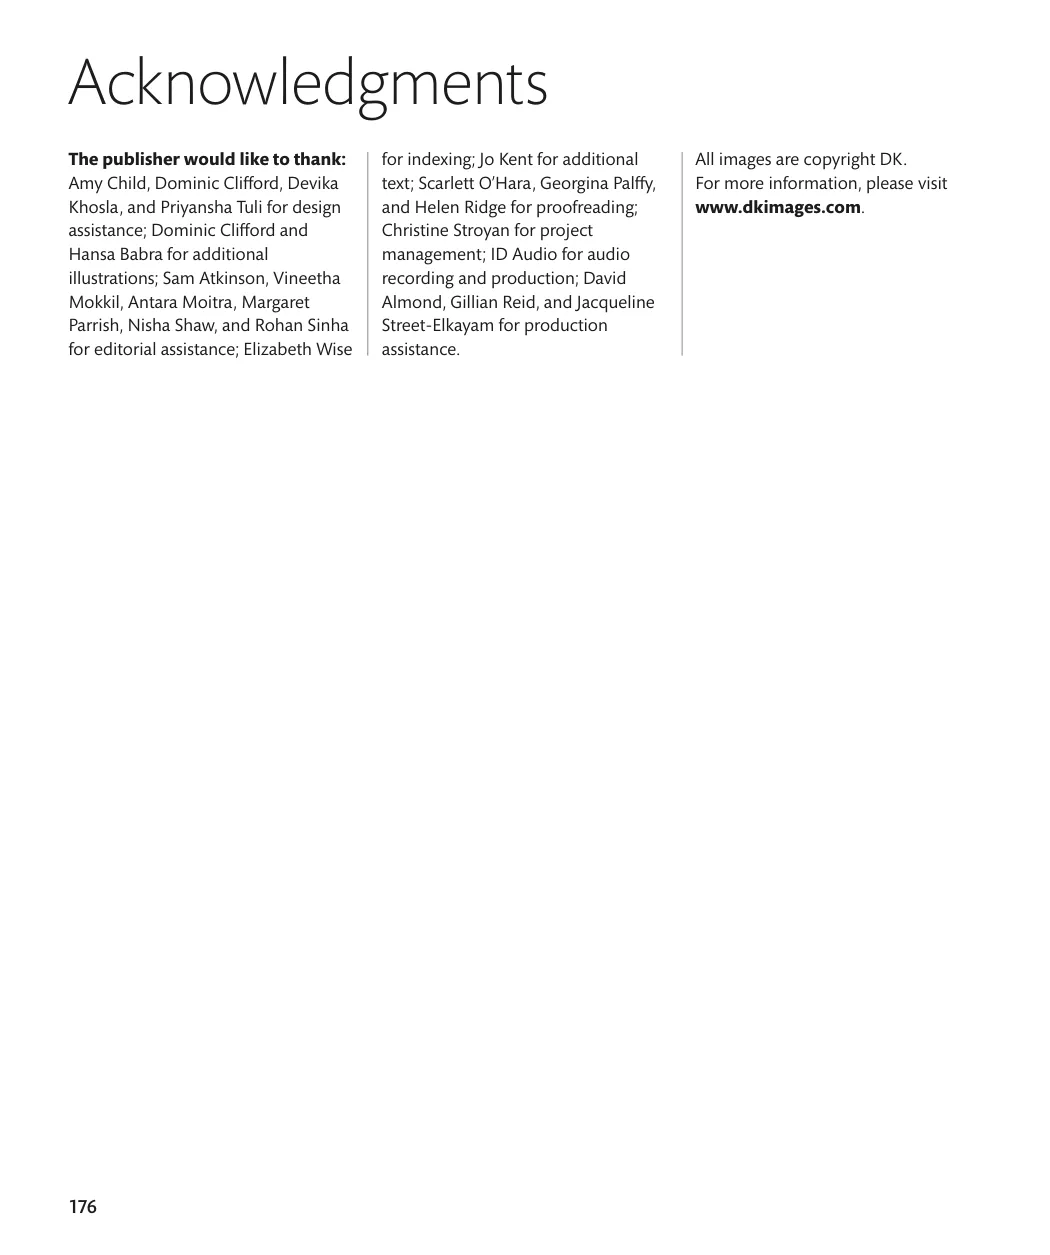 Acknowledgments
The publisher would like to thank:
Amy Child, Dominic Clifford, Devika
Khosla, and Priyansha Tuli for design
assistance; Dominic Clifford and
Hansa Babra for additional
illustrations; Sam Atkinson, Vineetha
Mokkil, Antara Moitra, Margaret
Parrish, Nisha Shaw, and Rohan Sinha
for editorial assistance; Elizabeth Wise
for indexing; Jo Kent for additional
text; Scarlett O’Hara, Georgina Palffy,
and Helen Ridge for proofreading;
Christine Stroyan for project
management; ID Audio for audio
recording and production; David
Almond, Gillian Reid, and Jacqueline
Street-Elkayam for production
assistance.
All images are copyright DK.
For more information, please visit
www.dkimages.com.
176